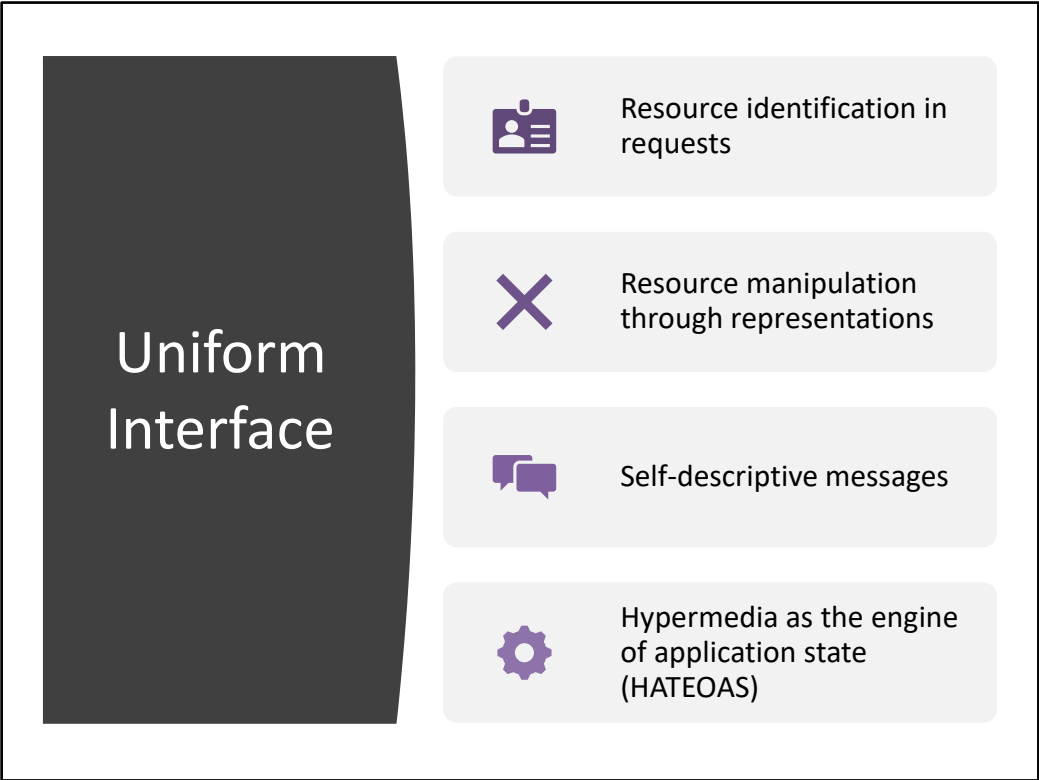 Uniform
Interface
Resource identification in
requests
Resource manipulation
through representations
Self-descriptive messages
Hypermedia as the engine
of application state
(HATEOAS)